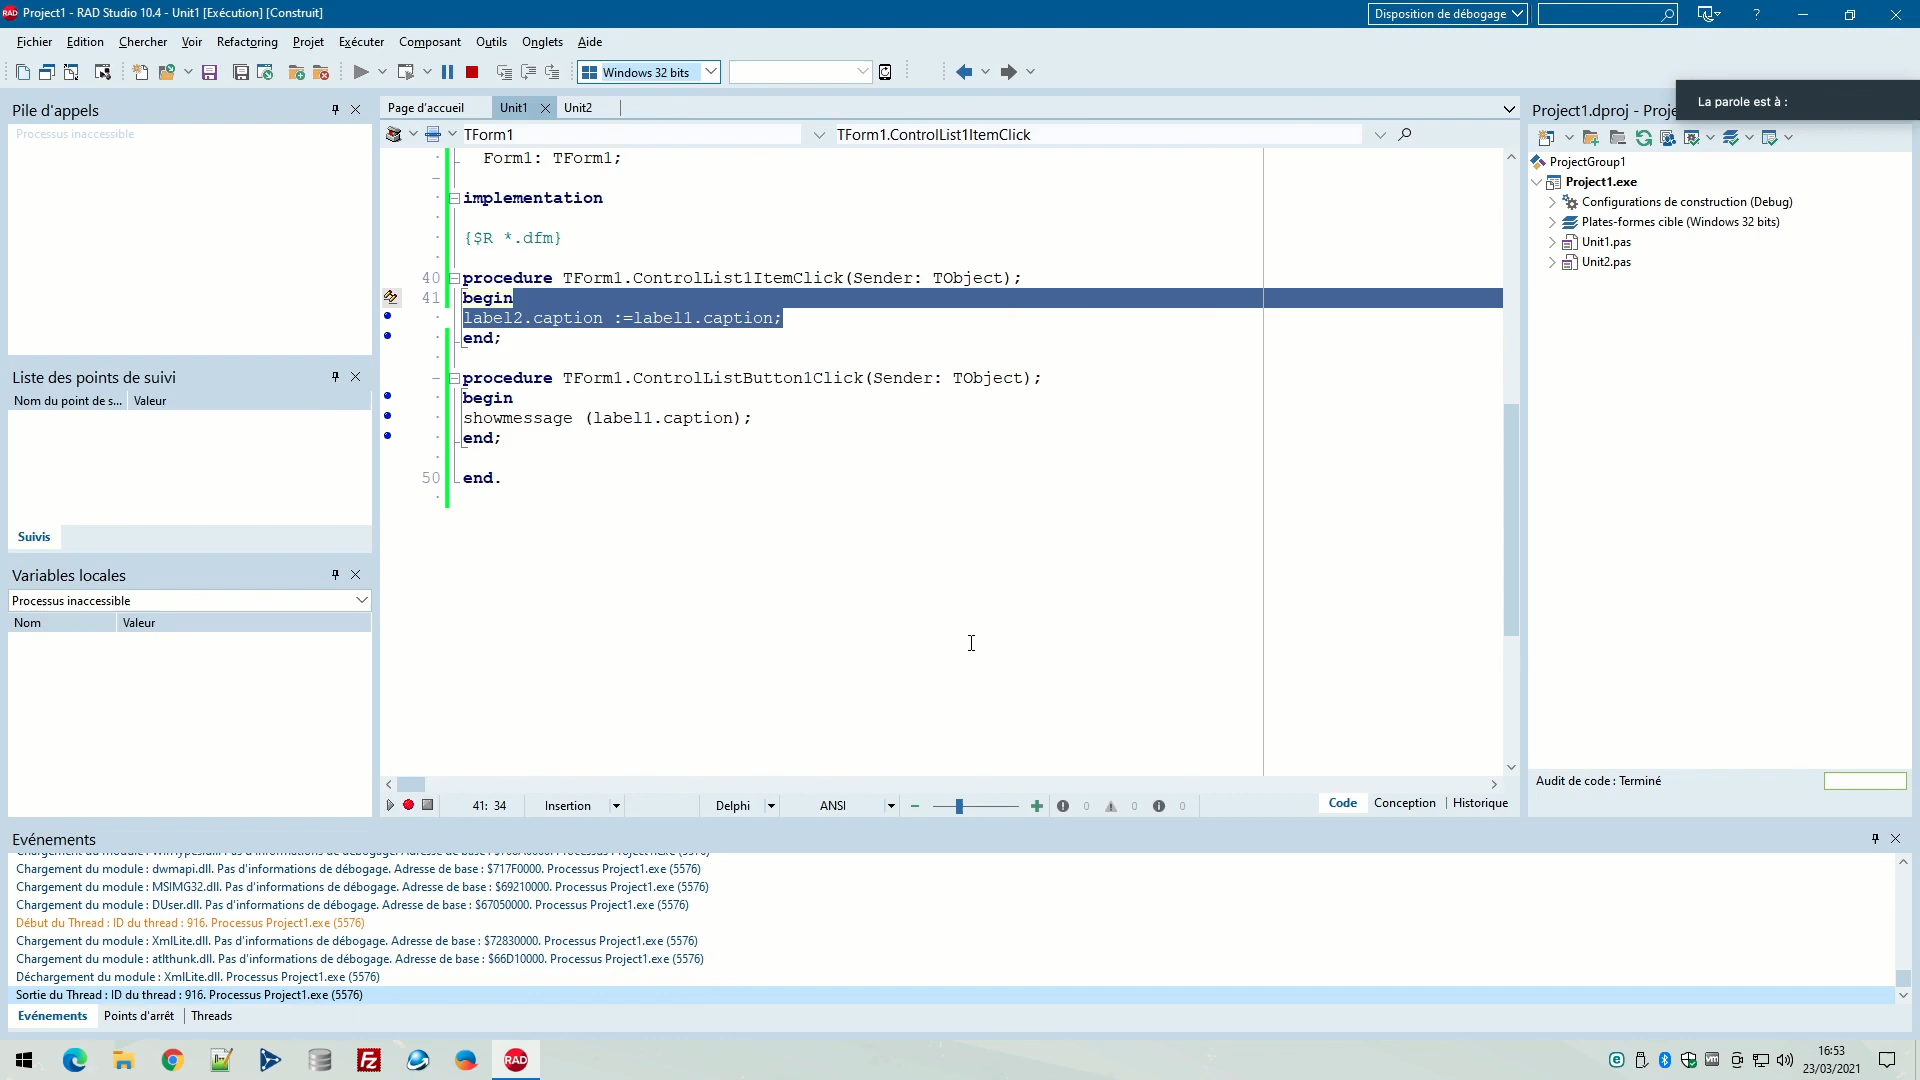 RAD Project1 - RAD Studio 10.4 - Unit1 [Exécution] [Construit]
Disposition de débogage
?
Fichier Edition Chercher Voir Refactoring Projet Exécuter Composant Outils Onglets Aide
Windows 32 bits
La parole est à :
Pile d'appels
Processus inaccessible
Page d'accueil Unit1 Unit2
Project1.dproj - Proje
TForm1 TForm1.ControlList1ItemClick
Form1: TForm1;
implementation
{$R *.dfm}
40 procedure TForm1.ControlList1ItemClick(Sender: TObject);
41 begin
label2.caption :=label1.caption;
end;
procedure TForm1.ControlListButton1Click(Sender: TObject);
begin
showmessage (label1.caption);
end;
50 end.
ProjectGroup1
Project1.exe
Configurations de construction (Debug)
Plates-formes cible (Windows 32 bits)
Unit1.pas
Unit2.pas
Liste des points de suivi
Nom du point de s... Valeur
Suivis
Variables locales
Processus inaccessible
Nom Valeur
Audit de code : Terminé
41: 34 Insertion Delphi ANSI 0 0 0 Code Conception Historique
Evénements
Chargement du module : dwmapi.dll. Pas d'informations de débogage. Adresse de base : $717F0000. Processus Project1.exe (5576)
Chargement du module : MSIMG32.dll. Pas d'informations de débogage. Adresse de base : $69210000. Processus Project1.exe (5576)
Chargement du module : DUser.dll. Pas d'informations de débogage. Adresse de base : $67050000. Processus Project1.exe (5576)
Début du Thread : ID du thread : 916. Processus Project1.exe (5576)
Chargement du module : XmlLite.dll. Pas d'informations de débogage. Adresse de base : $72830000. Processus Project1.exe (5576)
Chargement du module : atlthunk.dll. Pas d'informations de débogage. Adresse de base : $66D10000. Processus Project1.exe (5576)
Déchargement du module : XmlLite.dll. Processus Project1.exe (5576)
Sortie du Thread : ID du thread : 916. Processus Project1.exe (5576)
Evénements Points d'arrêt Threads
RAD
16:53
23/03/2021